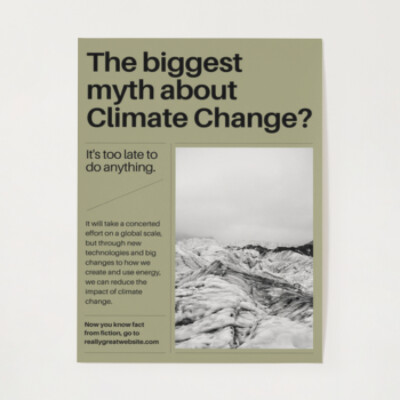 The biggest
myth about
Climate Change?
It's too late to
do anything.
It will take a concerted
effort on a global scale,
but through new
technologies and big
changes to how we
create and use energy,
we can reduce the
impact of climate
change.
Now you know fact
from fiction, go to
reallygreatwebsite.com